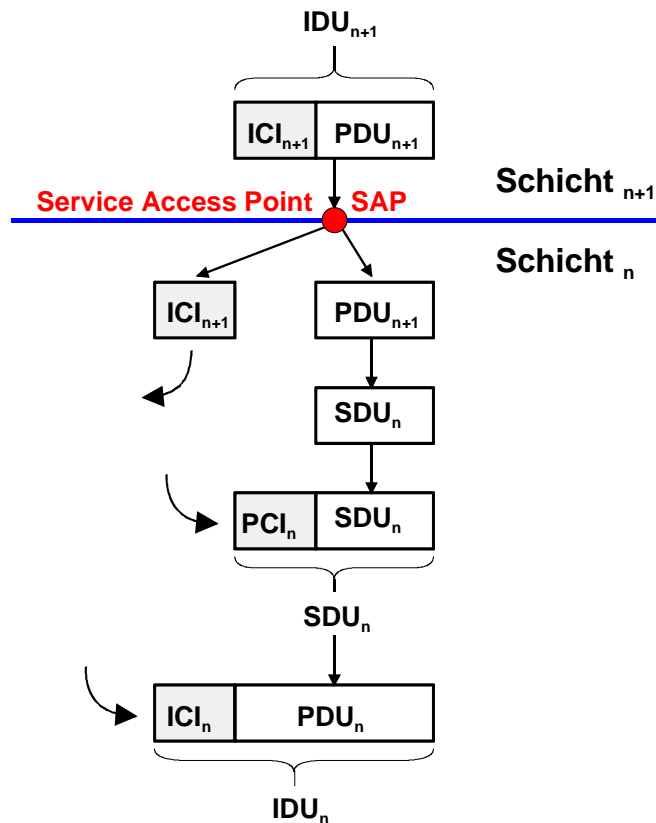 IDUn+1
ICIn+1 PDUn+1
Schicht n+1
Service Access Point SAP
Schicht n
ICIn+1 PDUn+1
SDUn
PCIn SDUn
SDUn
ICIn PDUn
IDUn